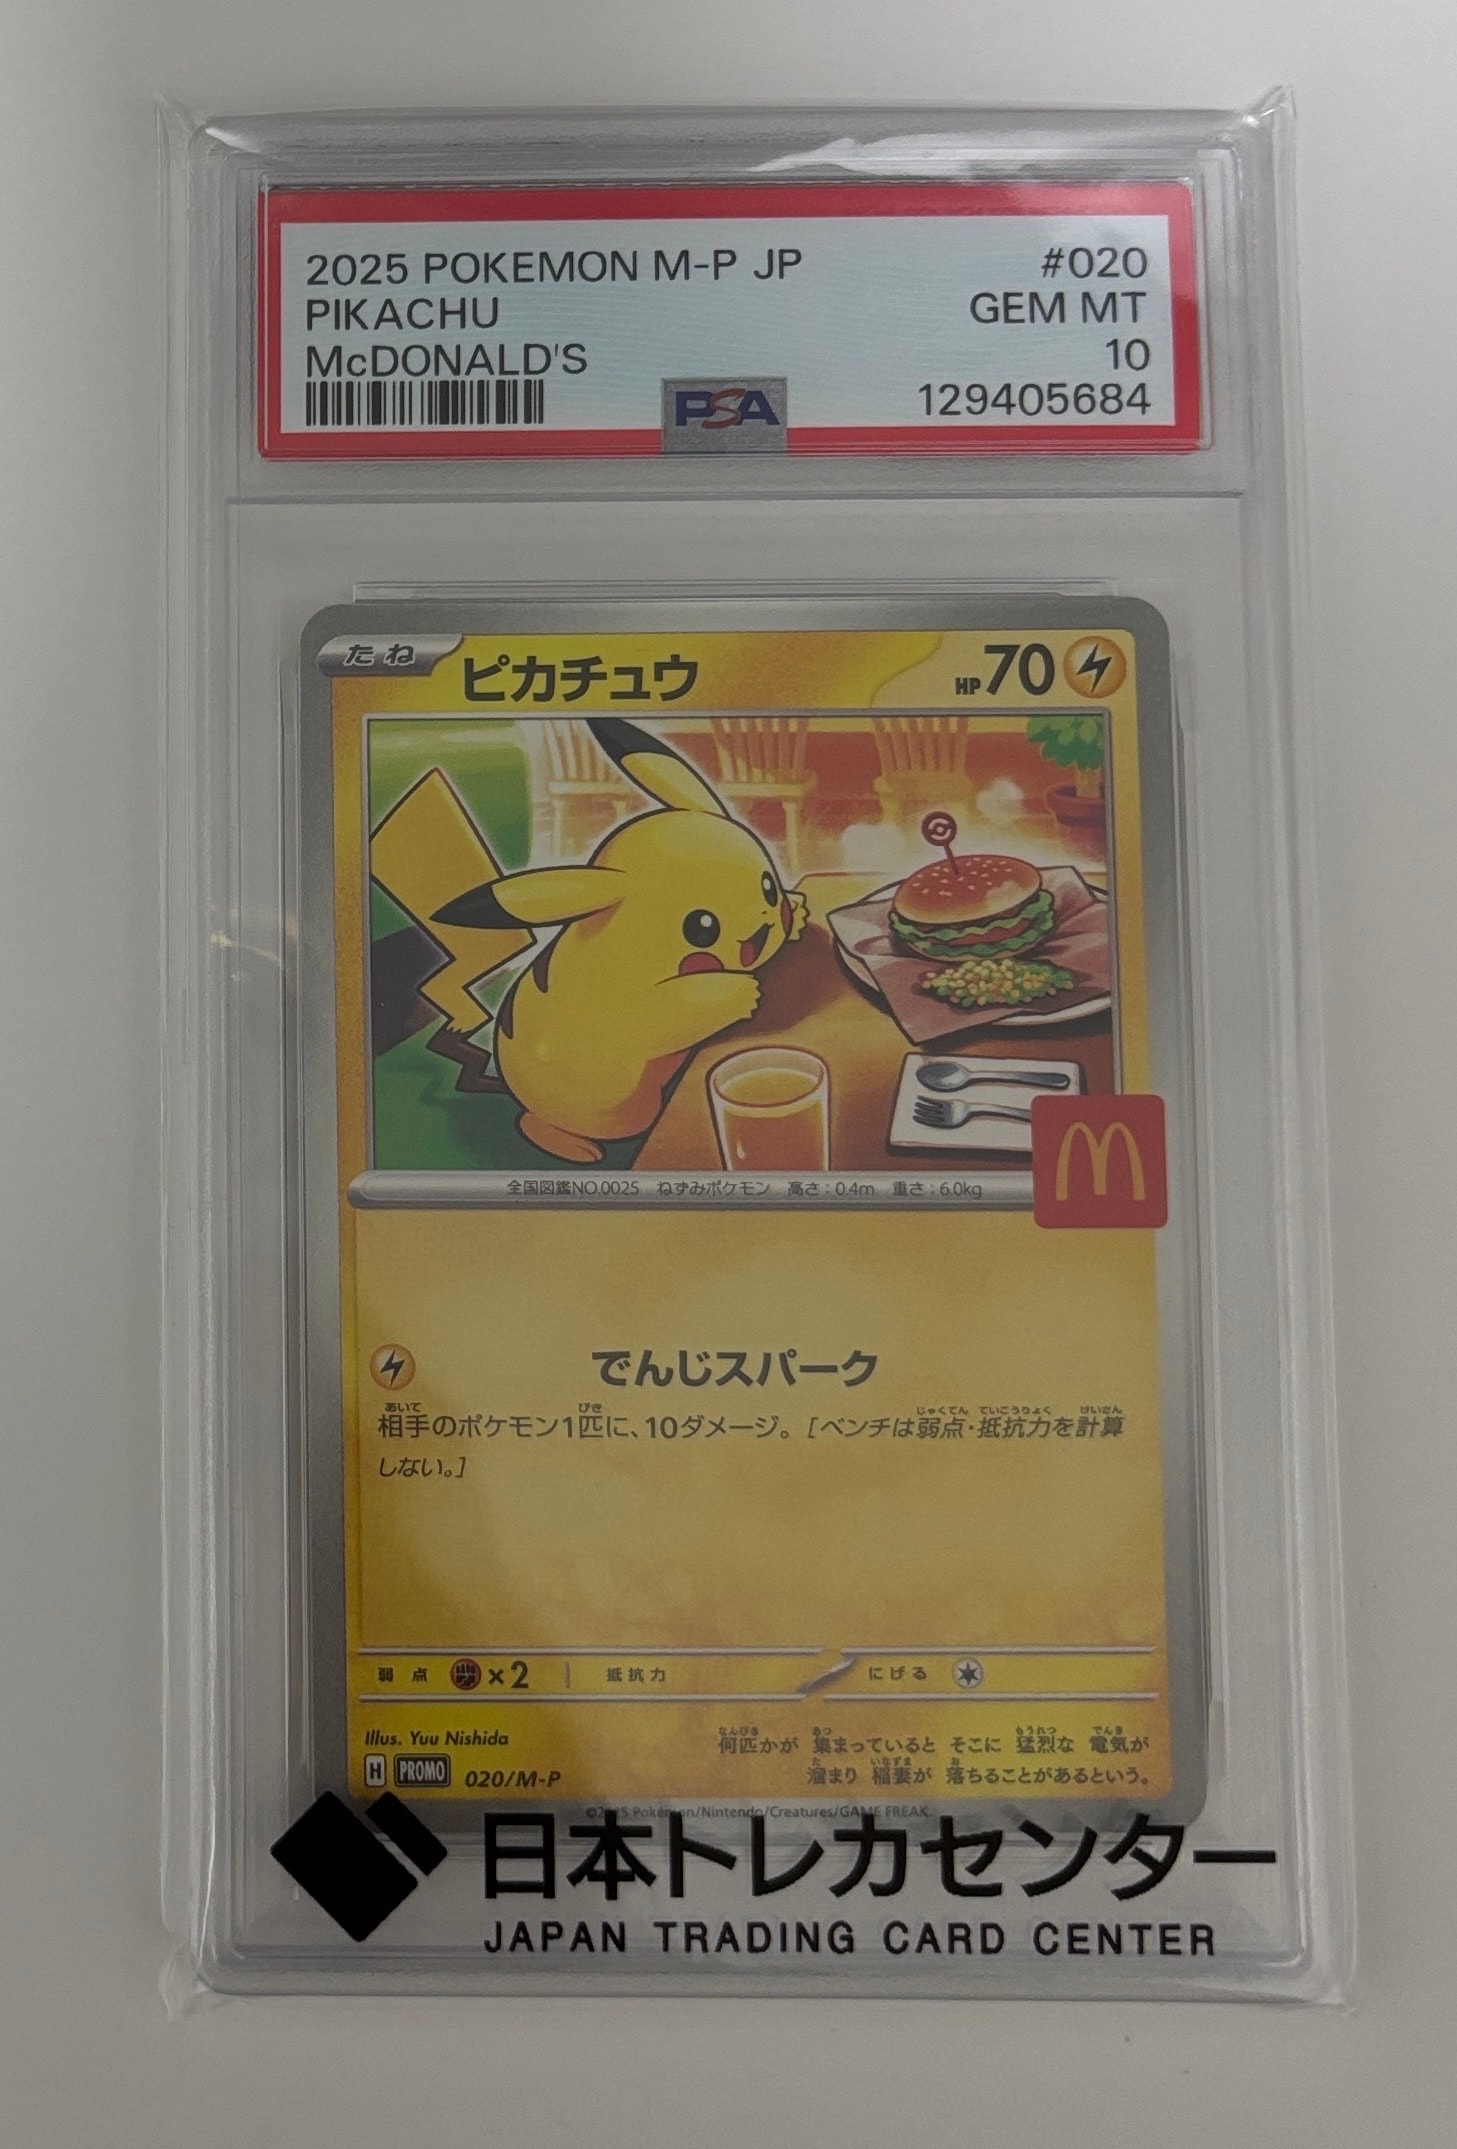 2025 POKEMON M-P JP #020
PIKACHU GEM MT
McDONALD'S 10
PSA 129405684
たね ピカチュウ HP70
全国図鑑NO.0025 ねずみポケモン 高さ:0.4m 重さ:6.0kg
でんじスパーク
相手のポケモン1匹に、10ダメージ。[ベンチは弱点・抵抗力を計算
しない。]
弱点 ×2 抵抗力 にげる
Illus. Yuu Nishida
H PROMO 020/M-P
何匹かが 集まっていると そこに 猛烈な 電気が
溜まり 稲妻が 落ちることがあるという。
©2025 Pokémon/Nintendo/Creatures/GAME FREAK
日本トレカセンター
JAPAN TRADING CARD CENTER